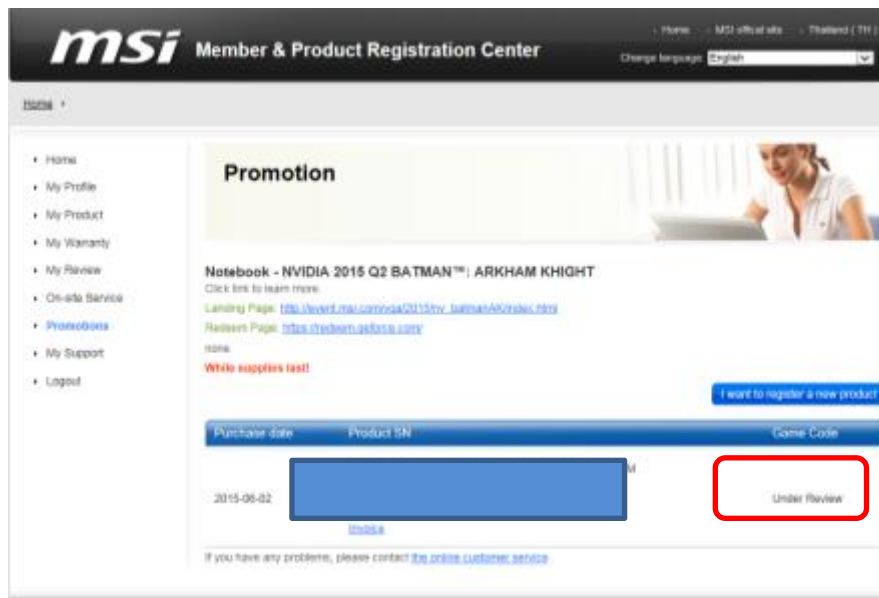 msi Member & Product Registration Center
Home MSI official site Thailand ( TH )
Change language: English
Home
Home
My Profile
My Product
My Warranty
My Review
On-site Service
Promotions
My Support
Logout
Promotion
Notebook - NVIDIA 2015 Q2 BATMAN™: ARKHAM KHIGHT
Click link to learn more
Landing Page: http://event.msi.com/vga/2015/nv_batmanAK/index.html
Redeem Page: https://redeem.geforce.com/
none
While supplies last!
I want to register a new product
Purchase date Product SN Game Code
M
2015-06-02 Under Review
Invoice
If you have any problems, please contact the online customer service